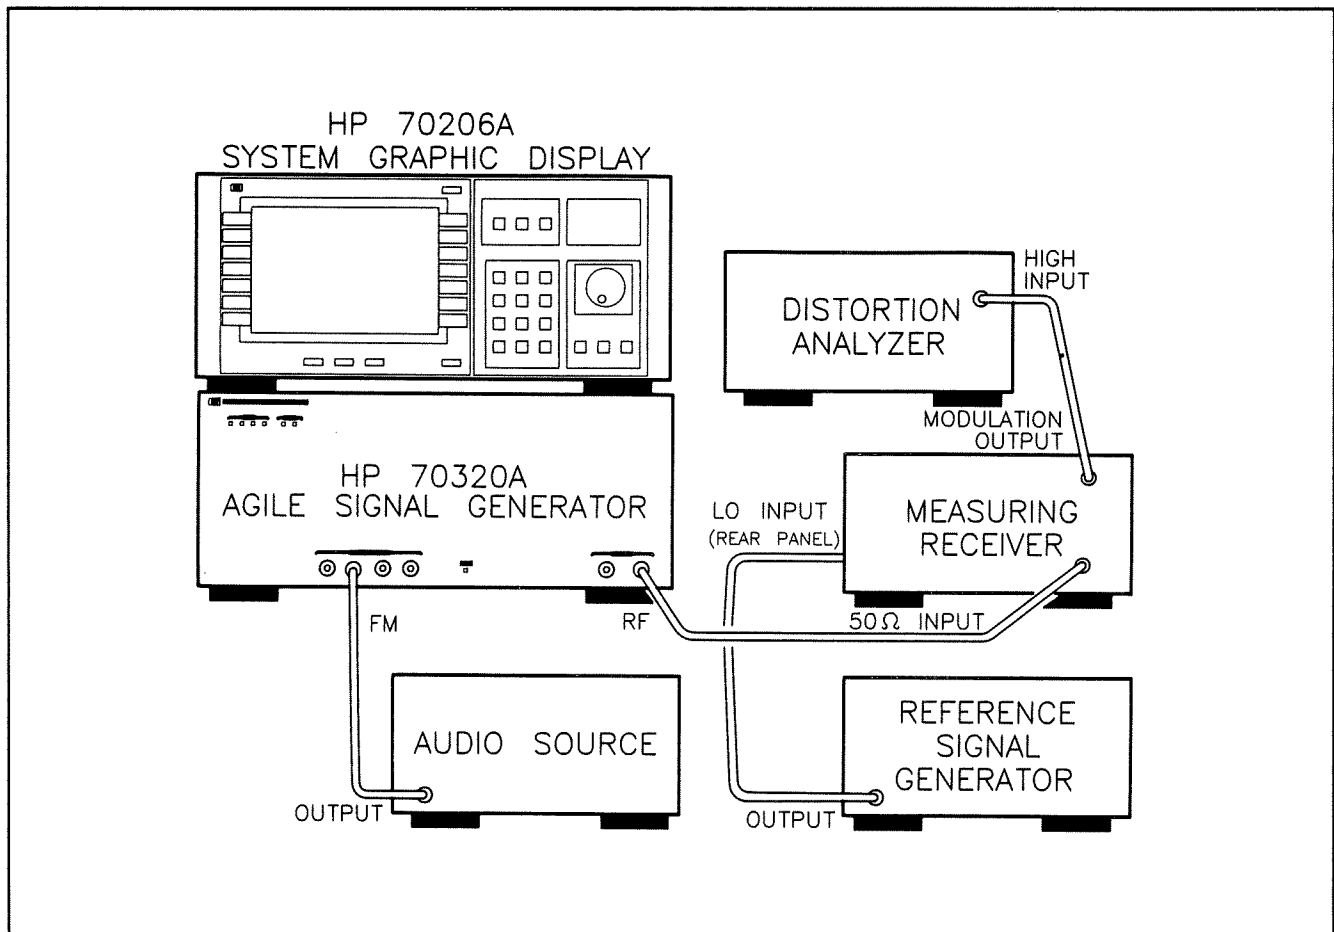 HP 70206A
SYSTEM GRAPHIC DISPLAY
HIGH
INPUT
DISTORTION
ANALYZER
MODULATION
OUTPUT
HP 70320A
AGILE SIGNAL GENERATOR
LO INPUT
(REAR PANEL)
MEASURING
RECEIVER
FM
RF
50Ω INPUT
AUDIO SOURCE
OUTPUT
REFERENCE
SIGNAL
GENERATOR
OUTPUT